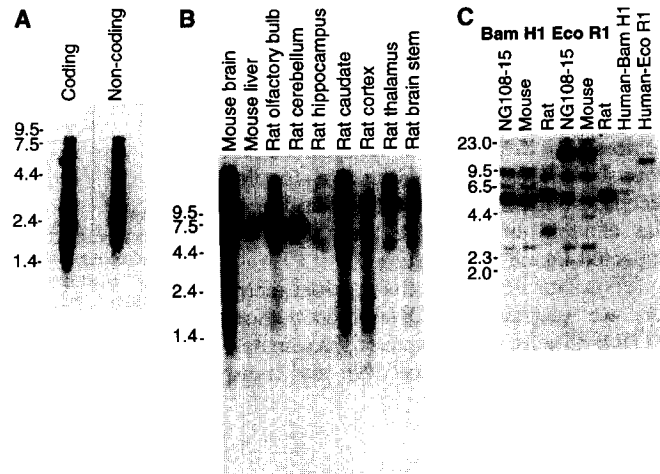 A
Coding
Non-coding
9.5-
7.5-
4.4-
2.4-
1.4-
B
Mouse brain
Mouse liver
Rat olfactory bulb
Rat cerebellum
Rat hippocampus
Rat caudate
Rat cortex
Rat thalamus
Rat brain stem
9.5-
7.5-
4.4-
2.4-
1.4-
C
Bam H1 Eco R1
NG108-15
Mouse
Rat
NG108-15
Mouse
Rat
Human-Bam H1
Human-Eco R1
23.0-
9.5-
6.5-
4.4-
2.3-
2.0-